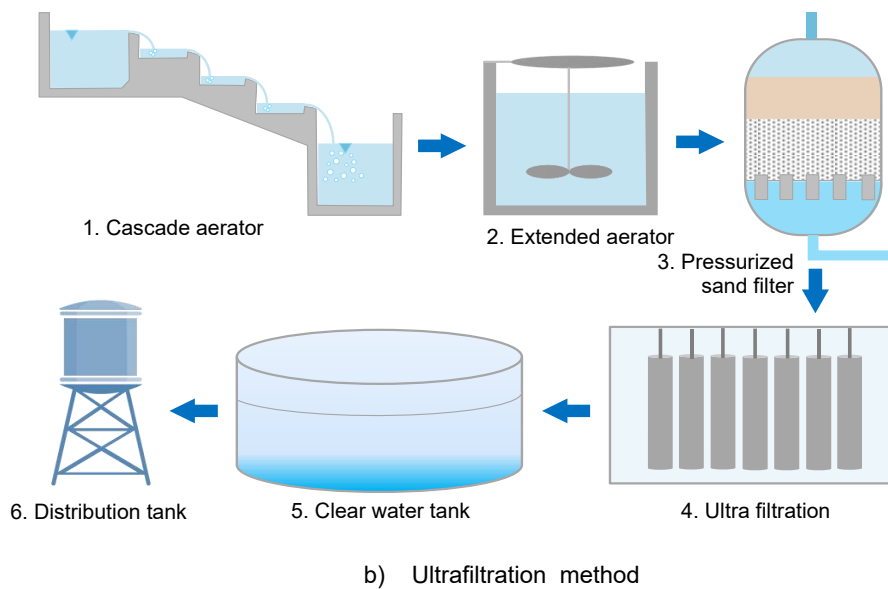 1. Cascade aerator
2. Extended aerator
3. Pressurized
sand filter
4. Ultra filtration
5. Clear water tank
6. Distribution tank
b) Ultrafiltration method